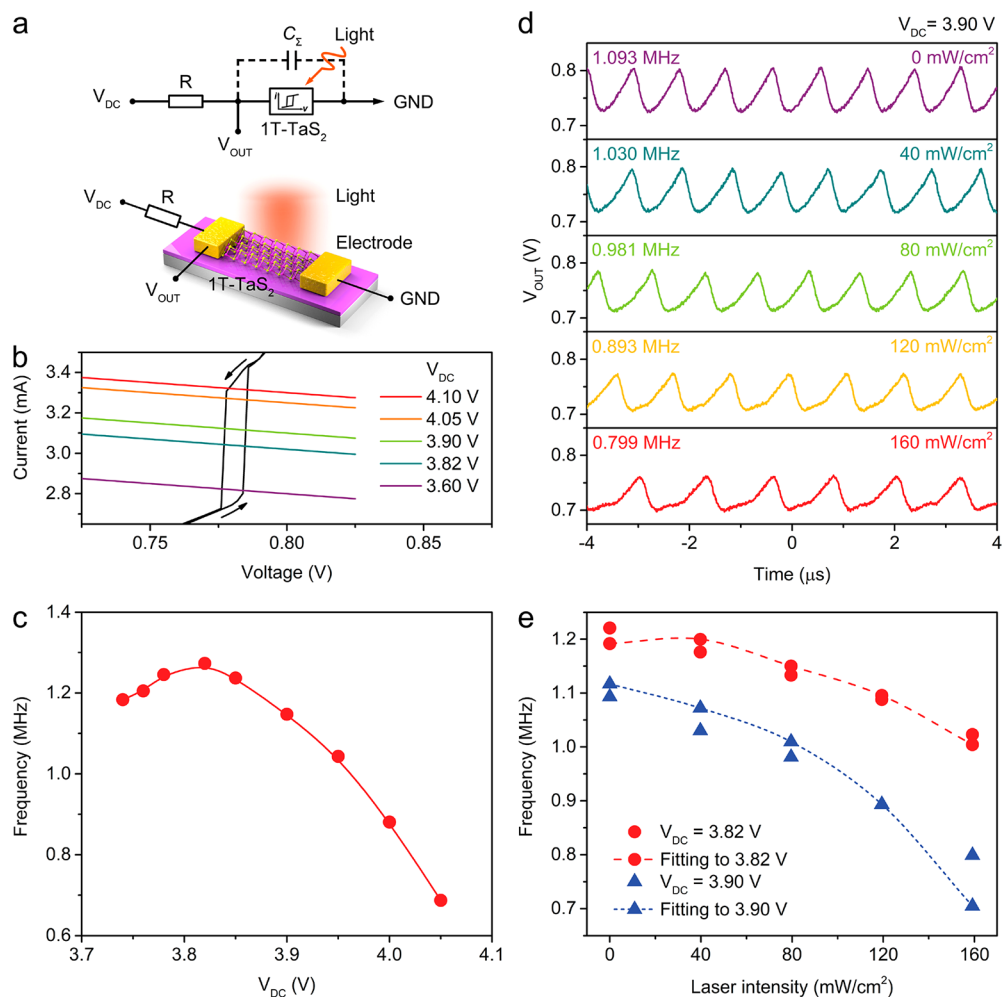 a
C_Σ
Light
R
V_DC
GND
1T-TaS₂
V_OUT
Light
R
V_DC
Electrode
V_OUT
1T-TaS₂
GND
b
V_DC
4.10 V
4.05 V
3.90 V
3.82 V
3.60 V
3.4
3.2
3.0
2.8
Current (mA)
0.75
0.80
0.85
Voltage (V)
c
1.4
1.2
1.0
0.8
0.6
Frequency (MHz)
3.7
3.8
3.9
4.0
4.1
V_DC (V)
d
V_DC = 3.90 V
1.093 MHz
0 mW/cm²
1.030 MHz
40 mW/cm²
0.981 MHz
80 mW/cm²
0.893 MHz
120 mW/cm²
0.799 MHz
160 mW/cm²
0.8
0.7
0.8
0.7
0.8
0.7
0.8
0.7
0.8
0.7
V_OUT (V)
-4
-2
0
2
4
Time (μs)
e
1.2
1.1
1.0
0.9
0.8
0.7
Frequency (MHz)
V_DC = 3.82 V
Fitting to 3.82 V
V_DC = 3.90 V
Fitting to 3.90 V
0
40
80
120
160
Laser intensity (mW/cm²)